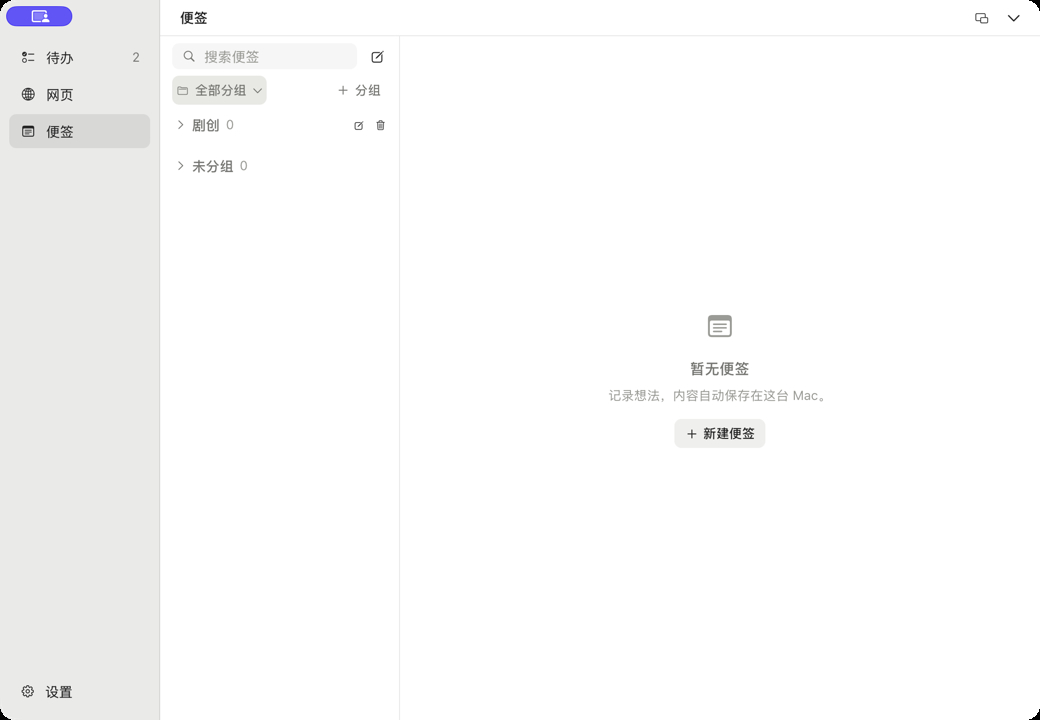 便签
待办 2
网页
便签
设置
搜索便签
全部分组
分组
剧创 0
未分组 0
暂无便签
记录想法，内容自动保存在这台 Mac。
新建便签